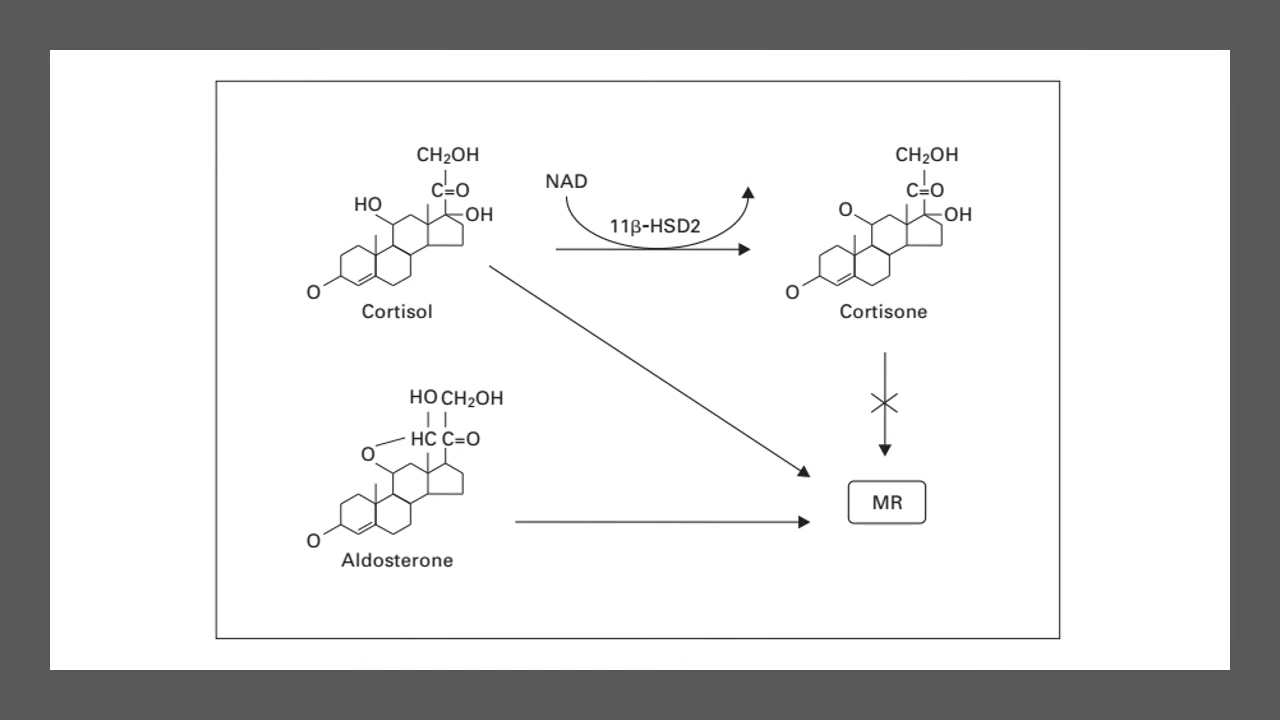 CH₂OH
C=O
HO
OH
O
Cortisol
NAD
11β-HSD2
CH₂OH
C=O
O
OH
O
Cortisone
HO CH₂OH
HC C=O
O
O
Aldosterone
MR